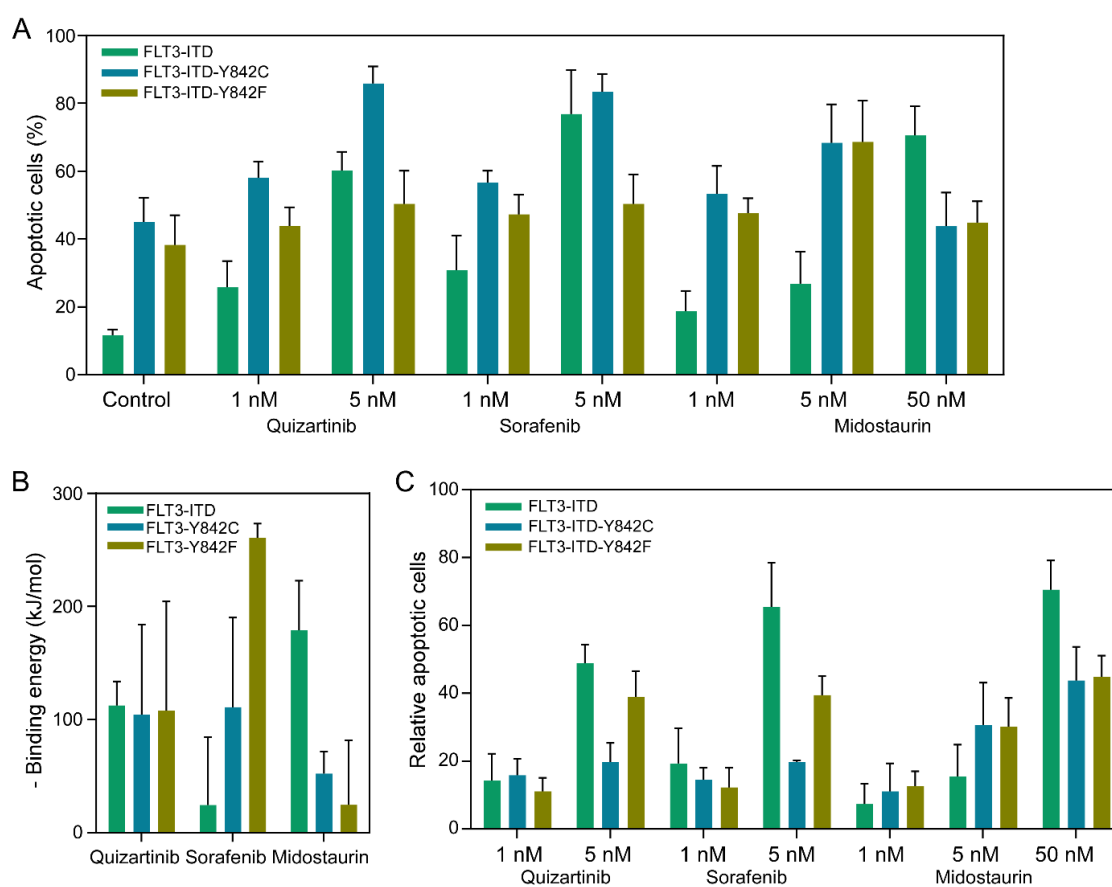 A
Apoptotic cells (%)
100
80
60
40
20
0
FLT3-ITD
FLT3-ITD-Y842C
FLT3-ITD-Y842F
Control 1 nM 5 nM 1 nM 5 nM 1 nM 5 nM 50 nM
Quizartinib Sorafenib Midostaurin
B
- Binding energy (kJ/mol)
300
200
100
0
FLT3-ITD
FLT3-Y842C
FLT3-Y842F
Quizartinib Sorafenib Midostaurin
C
Relative apoptotic cells
100
80
60
40
20
0
FLT3-ITD
FLT3-ITD-Y842C
FLT3-ITD-Y842F
1 nM 5 nM 1 nM 5 nM 1 nM 5 nM 50 nM
Quizartinib Sorafenib Midostaurin